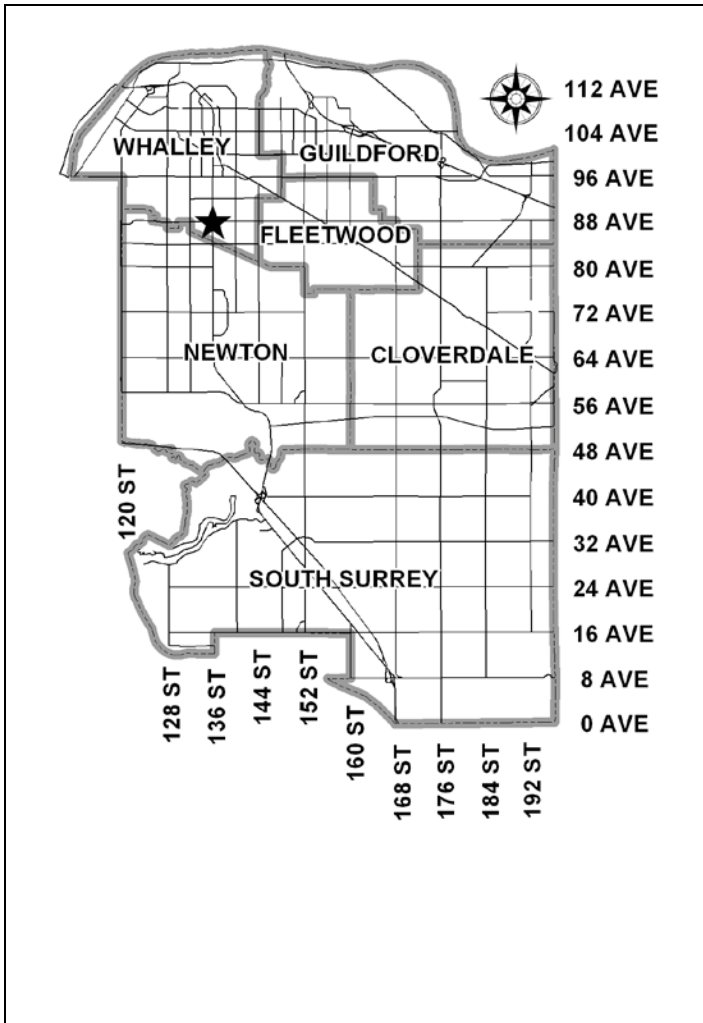 112 AVE
104 AVE
WHALLEY
GUILDFORD
96 AVE
88 AVE
FLEETWOOD
80 AVE
72 AVE
NEWTON
CLOVERDALE
64 AVE
56 AVE
48 AVE
120 ST
40 AVE
32 AVE
SOUTH SURREY
24 AVE
16 AVE
128 ST
136 ST
144 ST
152 ST
160 ST
8 AVE
0 AVE
168 ST
176 ST
184 ST
192 ST